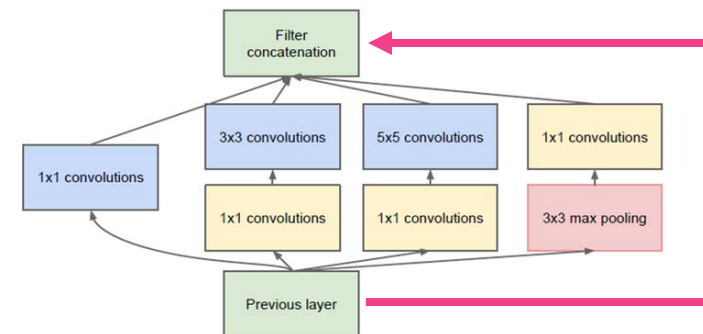 Filter
concatenation
3x3 convolutions
5x5 convolutions
1x1 convolutions
1x1 convolutions
1x1 convolutions
1x1 convolutions
3x3 max pooling
Previous layer